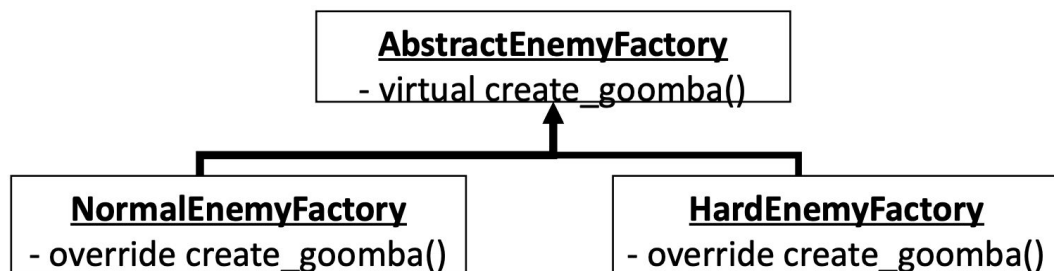 AbstractEnemyFactory
- virtual create_goomba()
NormalEnemyFactory
- override create_goomba()
HardEnemyFactory
- override create_goomba()